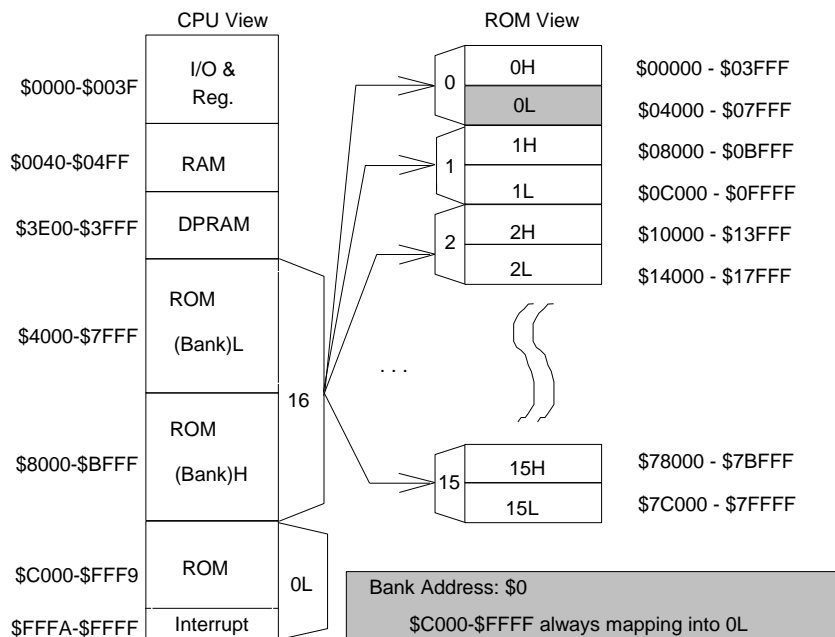 CPU View
ROM View
$0000-$003F
I/O &
Reg.
$0040-$04FF
RAM
$3E00-$3FFF
DPRAM
$4000-$7FFF
ROM
(Bank)L
$8000-$BFFF
ROM
(Bank)H
16
$C000-$FFF9
ROM
$FFFA-$FFFF
Interrupt
0L
0
0H
$00000 - $03FFF
0L
$04000 - $07FFF
1
1H
$08000 - $0BFFF
1L
$0C000 - $0FFFF
2
2H
$10000 - $13FFF
2L
$14000 - $17FFF
. . .
15
15H
$78000 - $7BFFF
15L
$7C000 - $7FFFF
Bank Address: $0
$C000-$FFFF always mapping into 0L